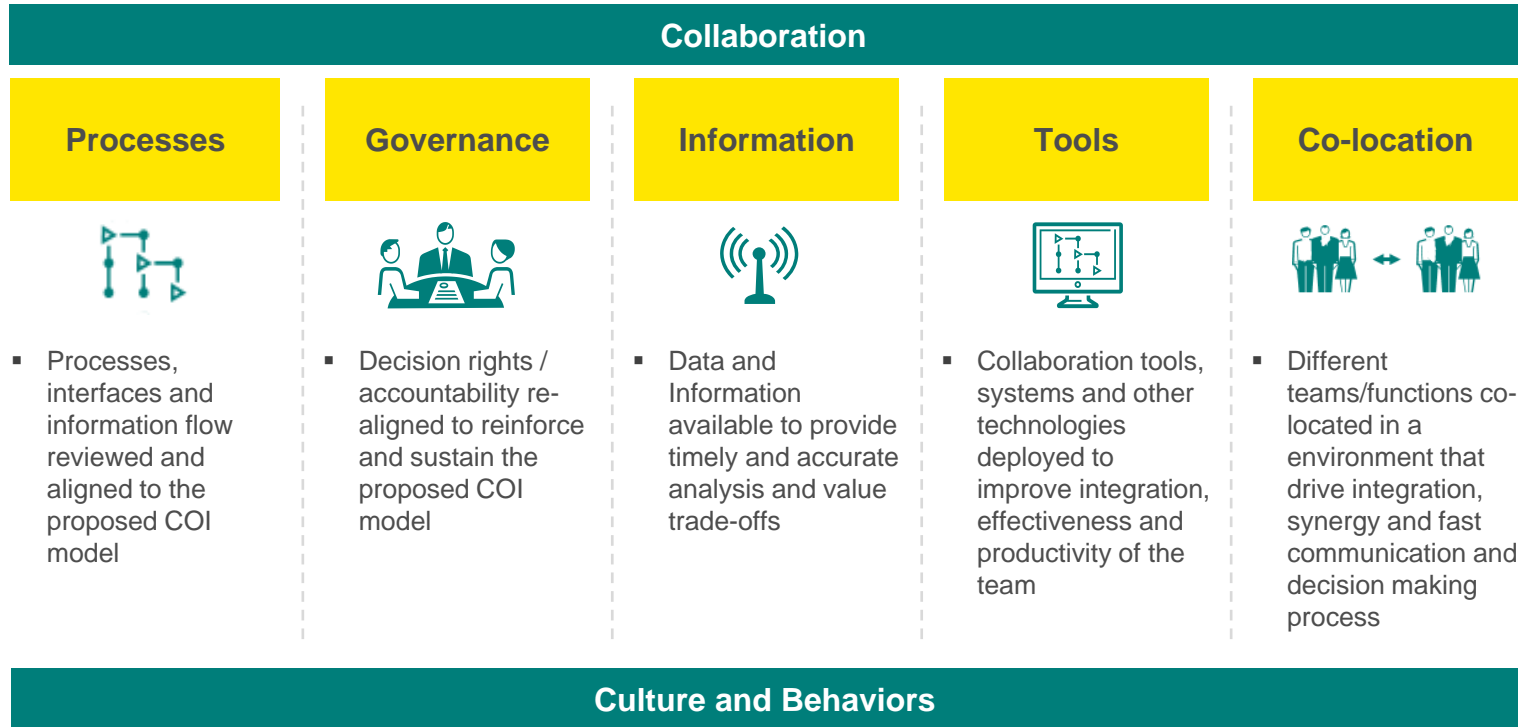 Collaboration
Processes
Governance
Information
Tools
Co-location
▪ Processes,
interfaces and
information flow
reviewed and
aligned to the
proposed COI
model
▪ Decision rights /
accountability re-
aligned to reinforce
and sustain the
proposed COI
model
▪ Data and
Information
available to provide
timely and accurate
analysis and value
trade-offs
▪ Collaboration tools,
systems and other
technologies
deployed to
improve integration,
effectiveness and
productivity of the
team
▪ Different
teams/functions co-
located in a
environment that
drive integration,
synergy and fast
communication and
decision making
process
Culture and Behaviors